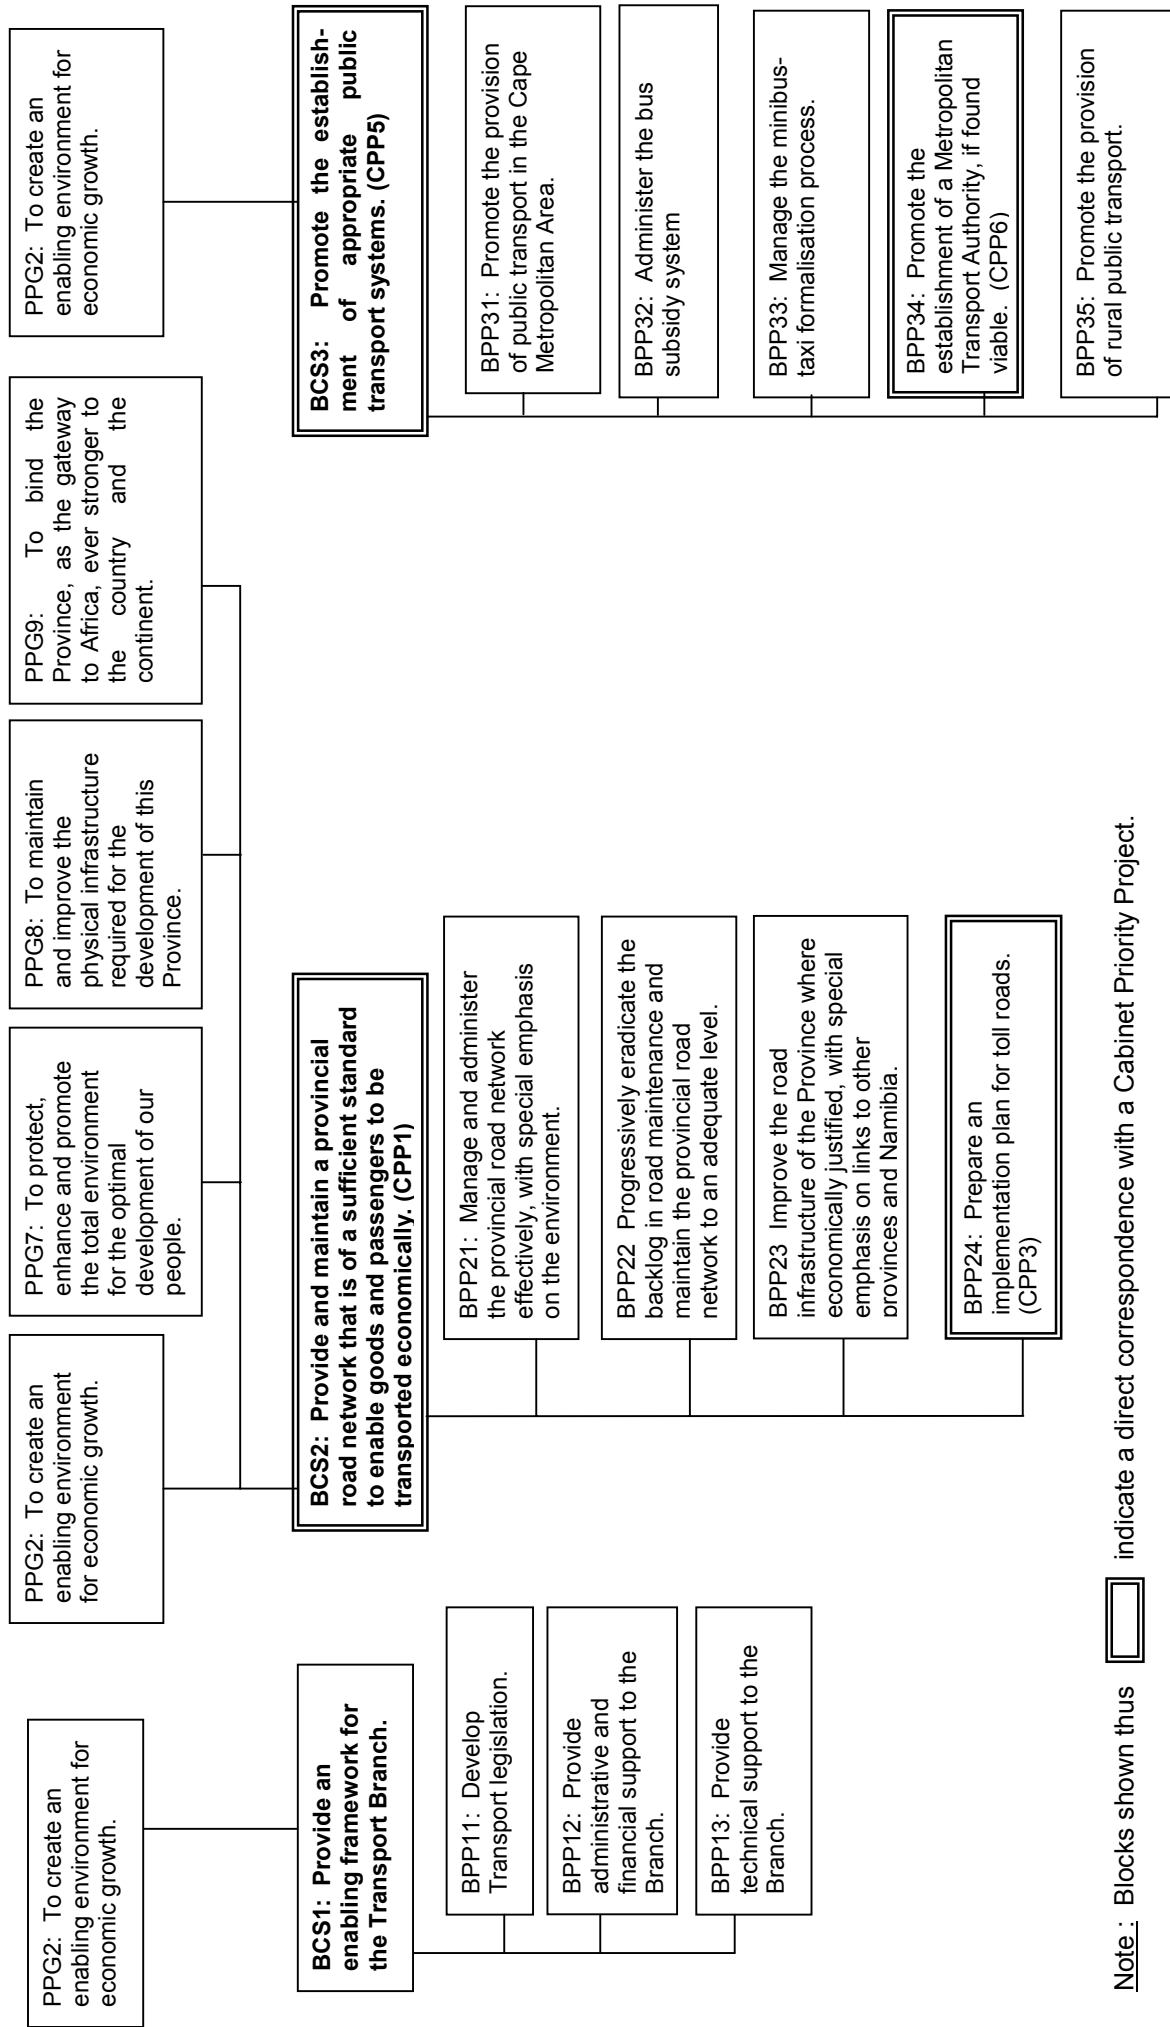 PPG2: To create an
enabling environment for
economic growth.
BCS1: Provide an
enabling framework for
the Transport Branch.
BPP11: Develop
Transport legislation.
BPP12: Provide
administrative and
financial support to the
Branch.
BPP13: Provide
technical support to the
Branch.
PPG2: To create an
enabling environment
for economic growth.
PPG7: To protect,
enhance and promote
the total environment
for the optimal
development of our
people.
PPG8: To maintain
and improve the
physical infrastructure
required for the
development of this
Province.
PPG9: To bind the
Province, as the gateway
to Africa, ever stronger to
the country and the
continent.
BCS2: Provide and maintain a provincial
road network that is of a sufficient standard
to enable goods and passengers to be
transported economically. (CPP1)
BPP21: Manage and administer
the provincial road network
effectively, with special emphasis
on the environment.
BPP22 Progressively eradicate the
backlog in road maintenance and
maintain the provincial road
network to an adequate level.
BPP23 Improve the road
infrastructure of the Province where
economically justified, with special
emphasis on links to other
provinces and Namibia.
BPP24: Prepare an
implementation plan for toll roads.
(CPP3)
PPG2: To create an
enabling environment for
economic growth.
BCS3: Promote the establish-
ment of appropriate public
transport systems. (CPP5)
BPP31: Promote the provision
of public transport in the Cape
Metropolitan Area.
BPP32: Administer the bus
subsidy system
BPP33: Manage the minibus-
taxi formalisation process.
BPP34: Promote the
establishment of a Metropolitan
Transport Authority, if found
viable. (CPP6)
BPP35: Promote the provision
of rural public transport.
Note : Blocks shown thus indicate a direct correspondence with a Cabinet Priority Project.